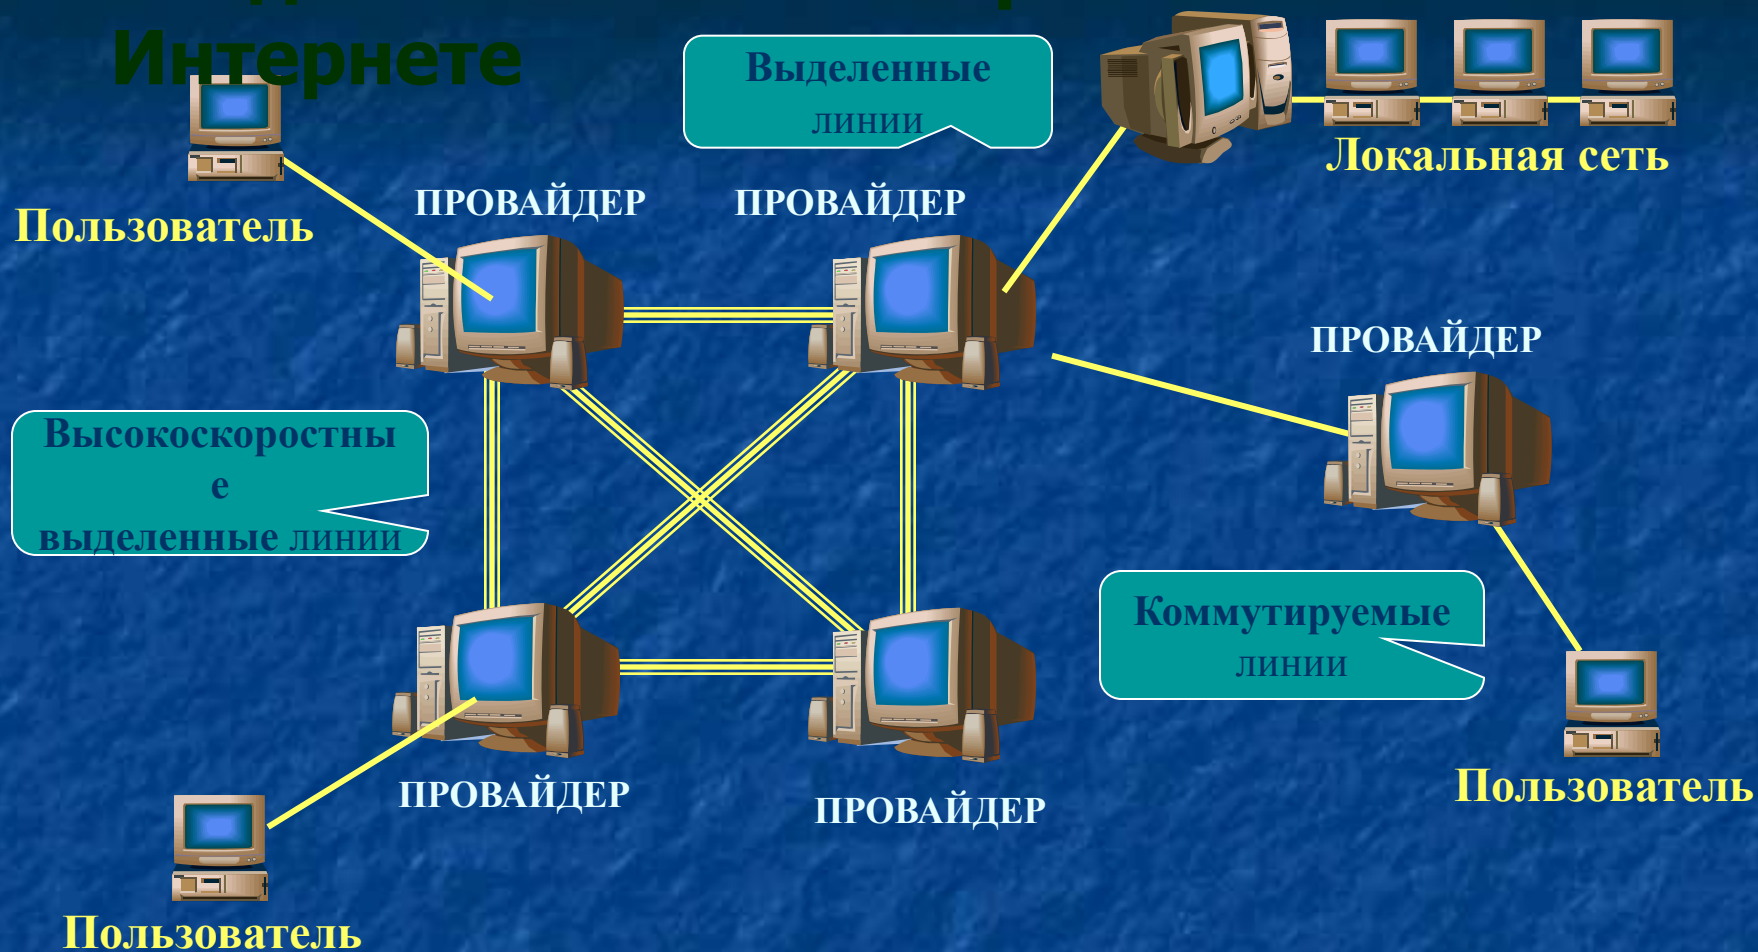 Интернете
Выделенные
линии
Локальная сеть
ПРОВАЙДЕР
ПРОВАЙДЕР
Пользователь
ПРОВАЙДЕР
Высокоскоростны
е
выделенные линии
Коммутируемые
линии
Пользователь
ПРОВАЙДЕР
ПРОВАЙДЕР
Пользователь